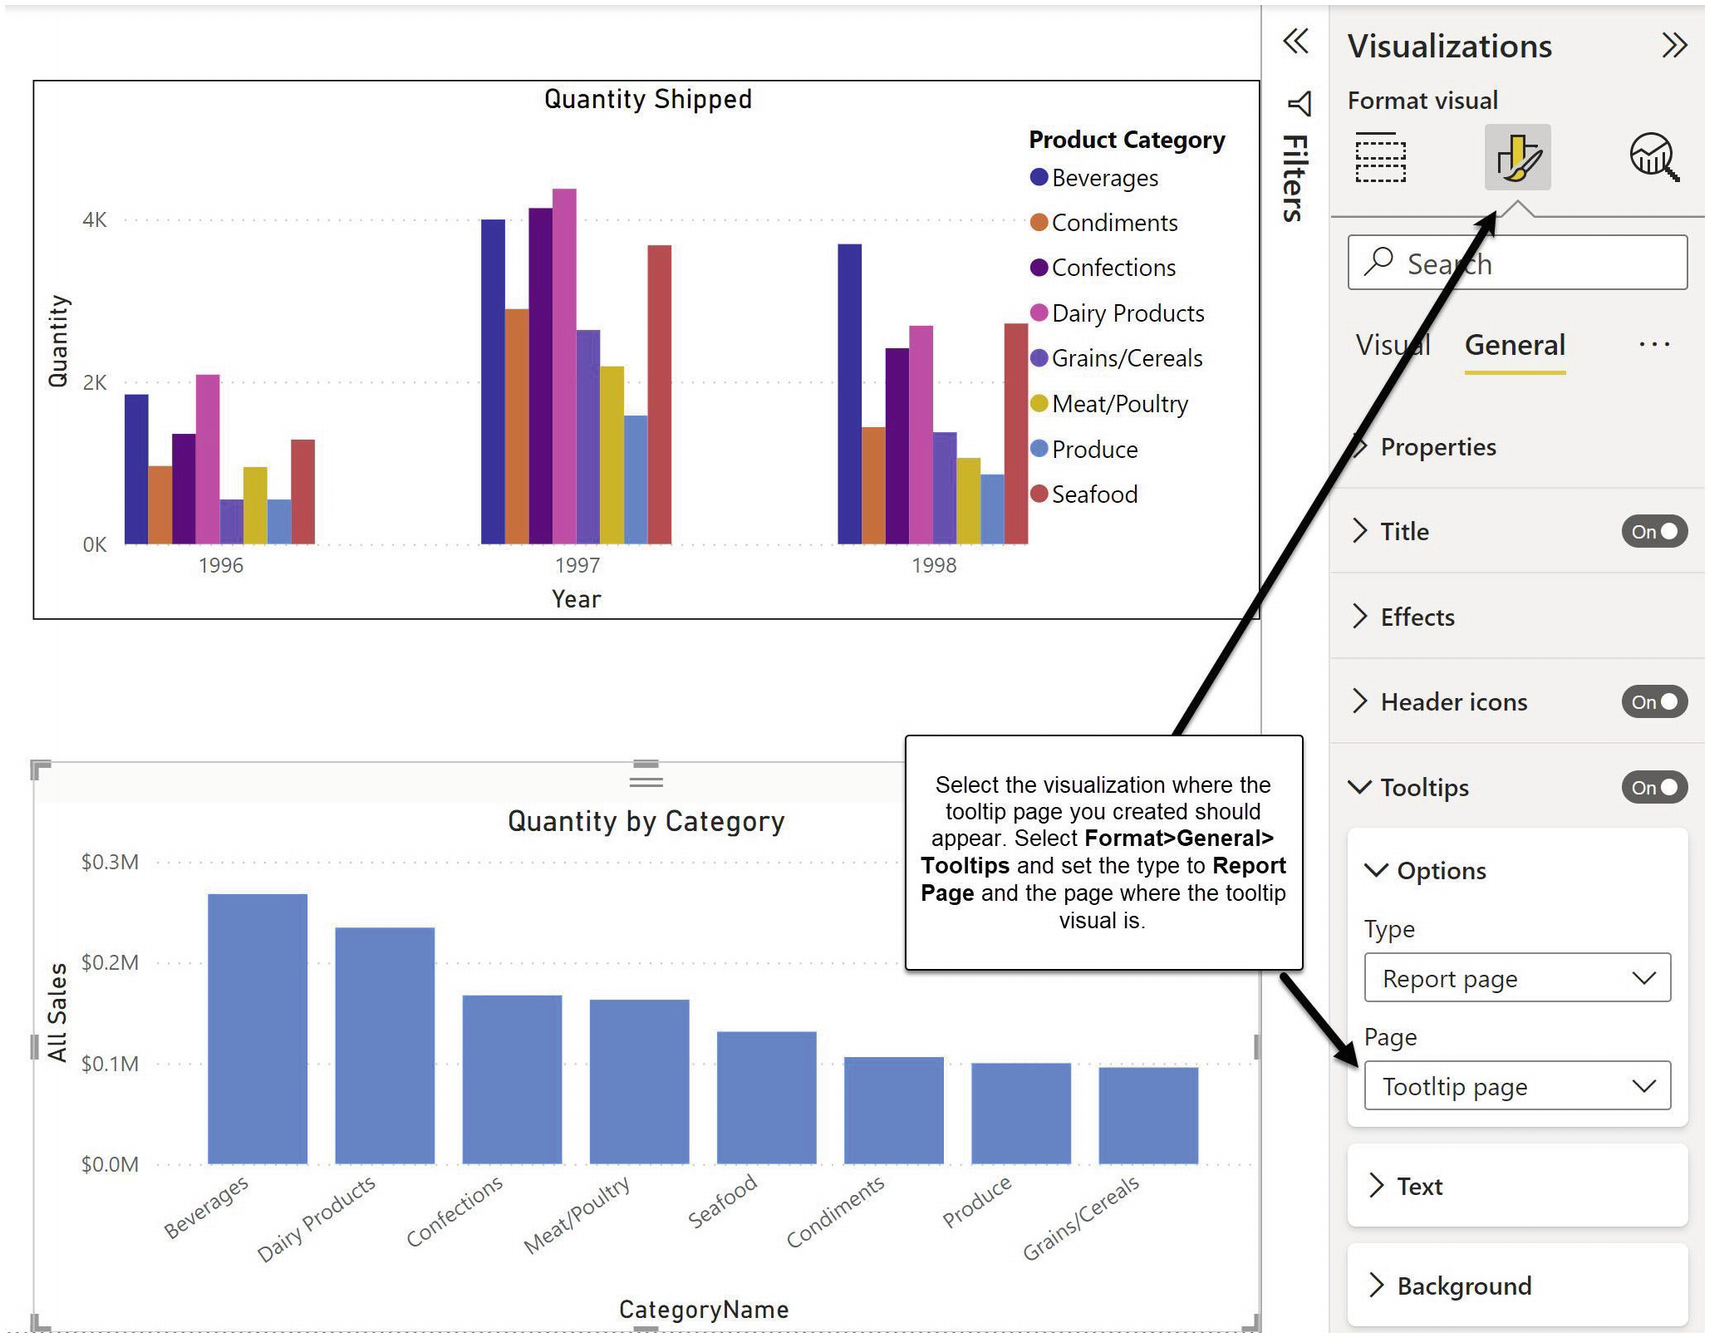 Quantity Shipped
Product Category
Beverages
Condiments
Confections
Dairy Products
Grains/Cereals
Meat/Poultry
Produce
Seafood
Quantity
4K
2K
0K
1996
1997
1998
Year
Quantity by Category
All Sales
$0.3M
$0.2M
$0.1M
$0.0M
Beverages
Dairy Products
Confections
Meat/Poultry
Seafood
Condiments
Produce
Grains/Cereals
CategoryName
Select the visualization where the
tooltip page you created should
appear. Select Format>General>
Tooltips and set the type to Report
Page and the page where the tooltip
visual is.
Filters
Visualizations
Format visual
Search
Visual
General
Properties
Title
On
Effects
Header icons
On
Tooltips
On
Options
Type
Report page
Page
Tootltip page
Text
Background